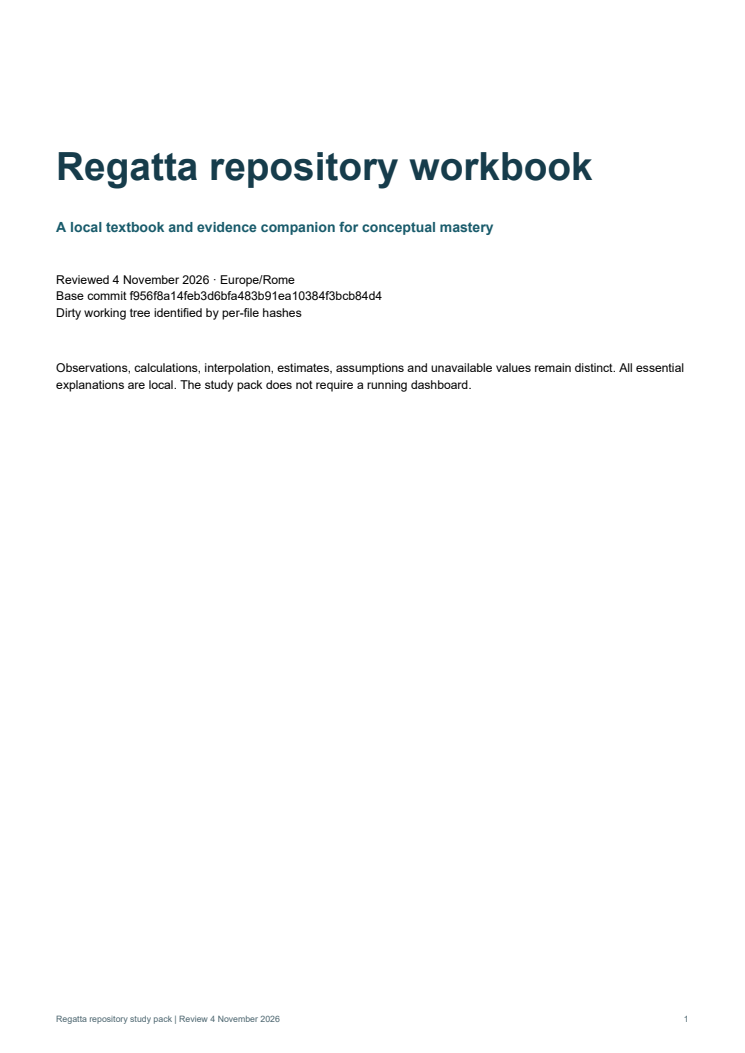 Regatta repository workbook
A local textbook and evidence companion for conceptual mastery
Reviewed 4 November 2026 · Europe/Rome
Base commit f956f8a14feb3d6bfa483b91ea10384f3bcb84d4
Dirty working tree identified by per-file hashes
Observations, calculations, interpolation, estimates, assumptions and unavailable values remain distinct. All essential
explanations are local. The study pack does not require a running dashboard.
Regatta repository study pack | Review 4 November 2026
1